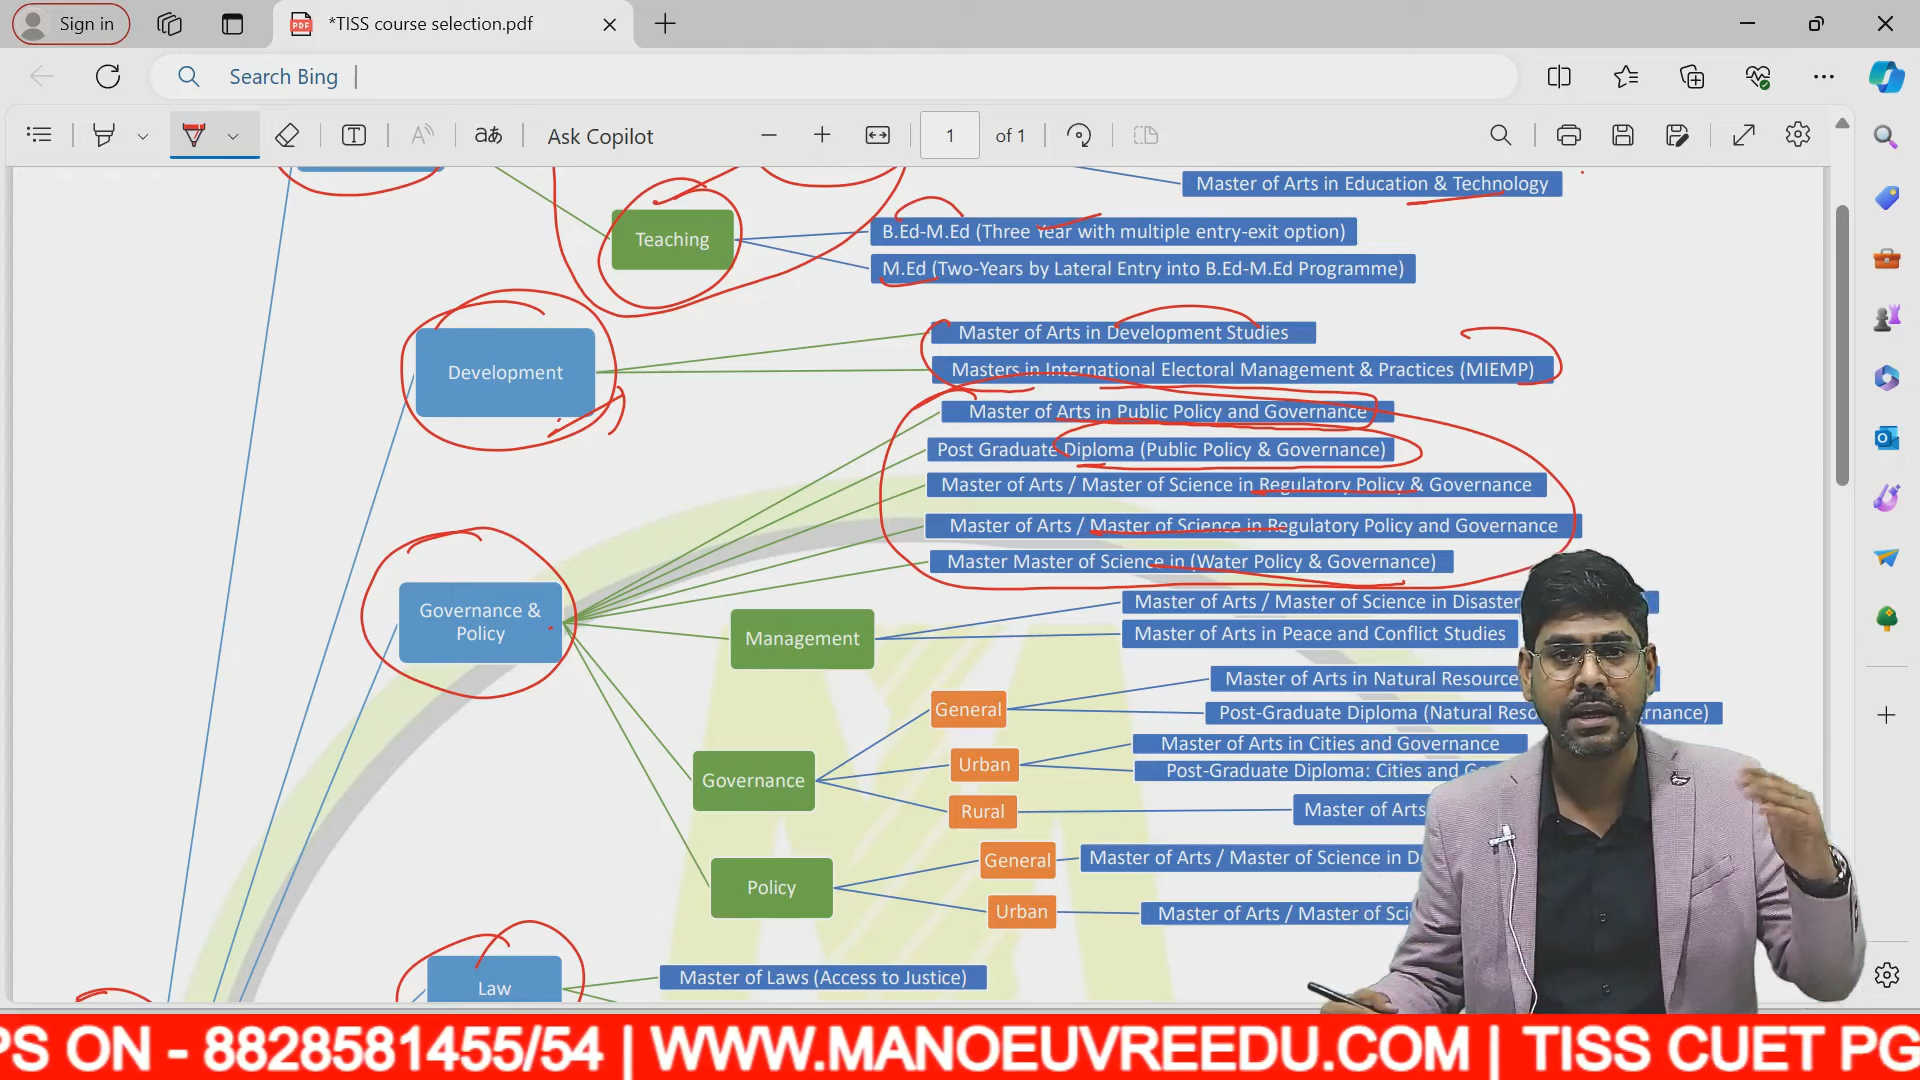 Sign in
*TISS course selection.pdf
Search Bing
Ask Copilot
1 of 1
Master of Arts in Education & Technology
Teaching
B.Ed-M.Ed (Three Year with multiple entry-exit option)
M.Ed (Two-Years by Lateral Entry into B.Ed-M.Ed Programme)
Development
Master of Arts in Development Studies
Masters in International Electoral Management & Practices (MIEMP)
Governance &
Policy
Master of Arts in Public Policy and Governance
Post Graduate Diploma (Public Policy & Governance)
Master of Arts / Master of Science in Regulatory Policy & Governance
Master of Arts / Master of Science in Regulatory Policy and Governance
Master Master of Science in (Water Policy & Governance)
Management
Master of Arts / Master of Science in Disaster
Master of Arts in Peace and Conflict Studies
Governance
General
Master of Arts in Natural Resource
Post-Graduate Diploma (Natural
Urban
Master of Arts in Cities and Governance
Post-Graduate Diploma: Cities and
Rural
Master of Arts
Policy
General
Master of Arts / Master of Science in
Urban
Master of Arts / Master of
Law
Master of Laws (Access to Justice)
PS ON - 8828581455/54 | WWW.MANOEUVREEDU.COM | TISS CUET PG